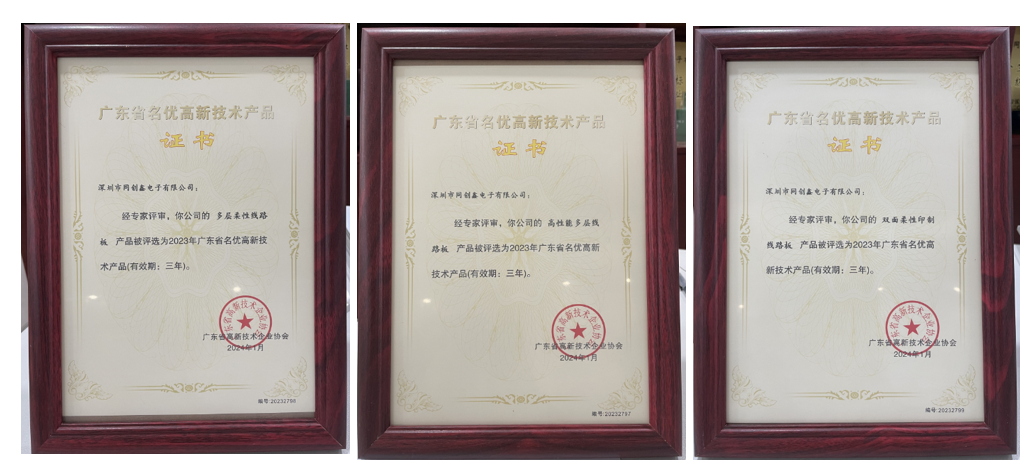 广东省名优高新技术产品
证书
深圳市同创鑫电子有限公司：
经专家评审，你公司的 多层柔性线路
板 产品被评选为2023年广东省名优高新技
术产品(有效期：三年)。
广东省高新技术企业协会
2024年1月
编号:20232798
广东省名优高新技术产品
证书
深圳市同创鑫电子有限公司：
经专家评审，你公司的 高性能多层线
路板 产品被评选为2023年广东省名优高新
技术产品(有效期：三年)。
广东省高新技术企业协会
2024年1月
编号:20232797
广东省名优高新技术产品
证书
深圳市同创鑫电子有限公司：
经专家评审，你公司的 双面柔性印制
线路板 产品被评选为2023年广东省名优高
新技术产品(有效期：三年)。
广东省高新技术企业协会
2024年1月